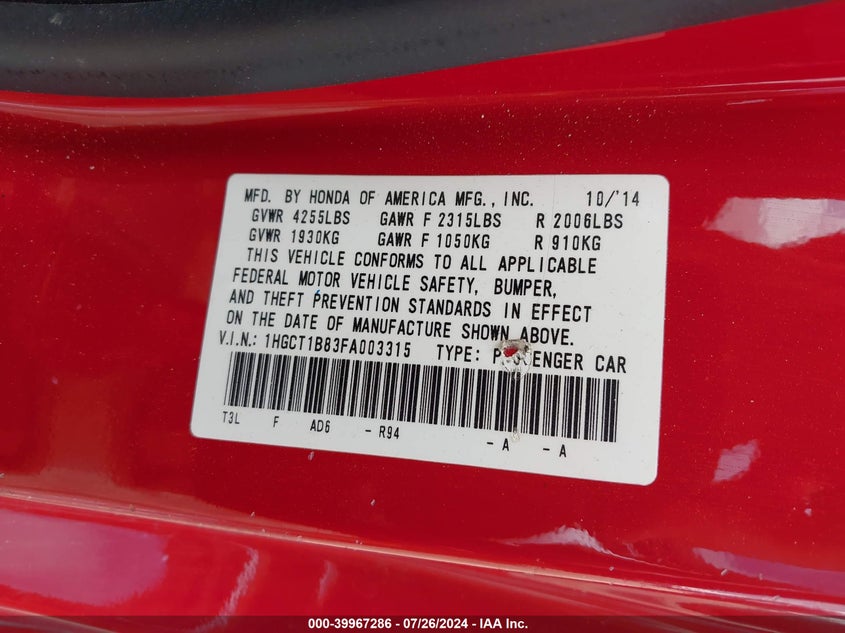 MFD. BY HONDA OF AMERICA MFG., INC. 10/'14
GVWR 4255LBS GAWR F 2315LBS R 2006LBS
GVWR 1930KG GAWR F 1050KG R 910KG
THIS VEHICLE CONFORMS TO ALL APPLICABLE
FEDERAL MOTOR VEHICLE SAFETY, BUMPER,
AND THEFT PREVENTION STANDARDS IN EFFECT
ON THE DATE OF MANUFACTURE SHOWN ABOVE.
V.I.N.: 1HGCT1B83FA003315 TYPE: PASSENGER CAR
T3L F AD6 - R94 - A - A
000-39967286 - 07/26/2024 - IAA Inc.